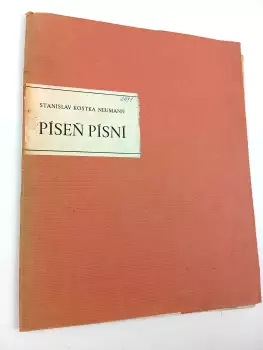 STANISLAV KOSTKA NEUMANN
PÍSEŇ PÍSNÍ